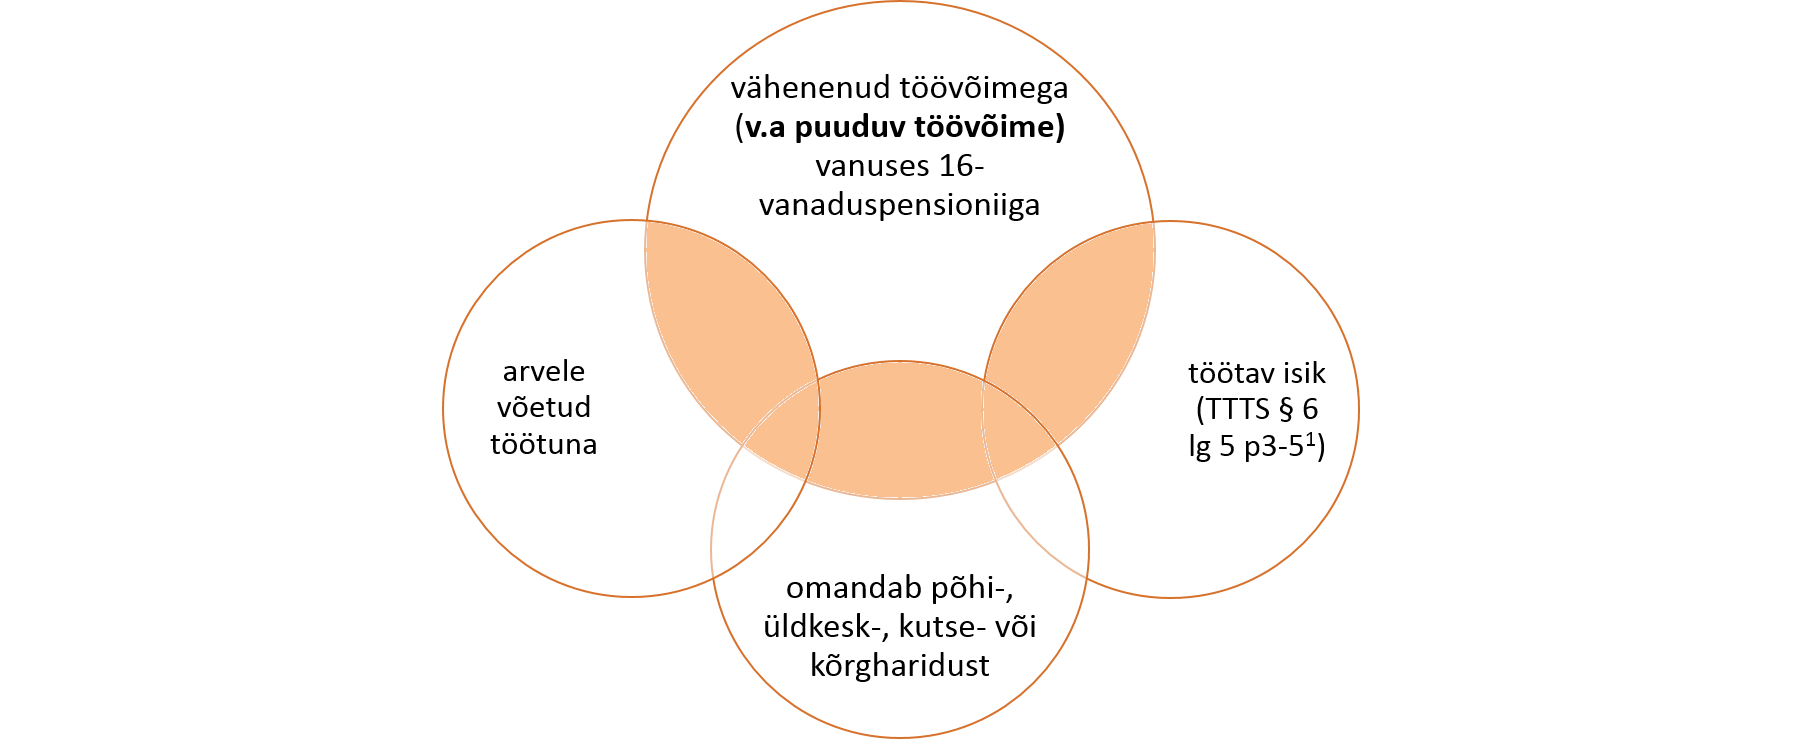 vähenenud töövõimega
(v.a puuduv töövõime)
vanuses 16-
vanaduspensioniiga
arvele
võetud
töötuna
töötav isik
(TTTS § 6
lg 5 p3-5¹)
omandab põhi-,
üldkesk-, kutse- või
kõrgharidust